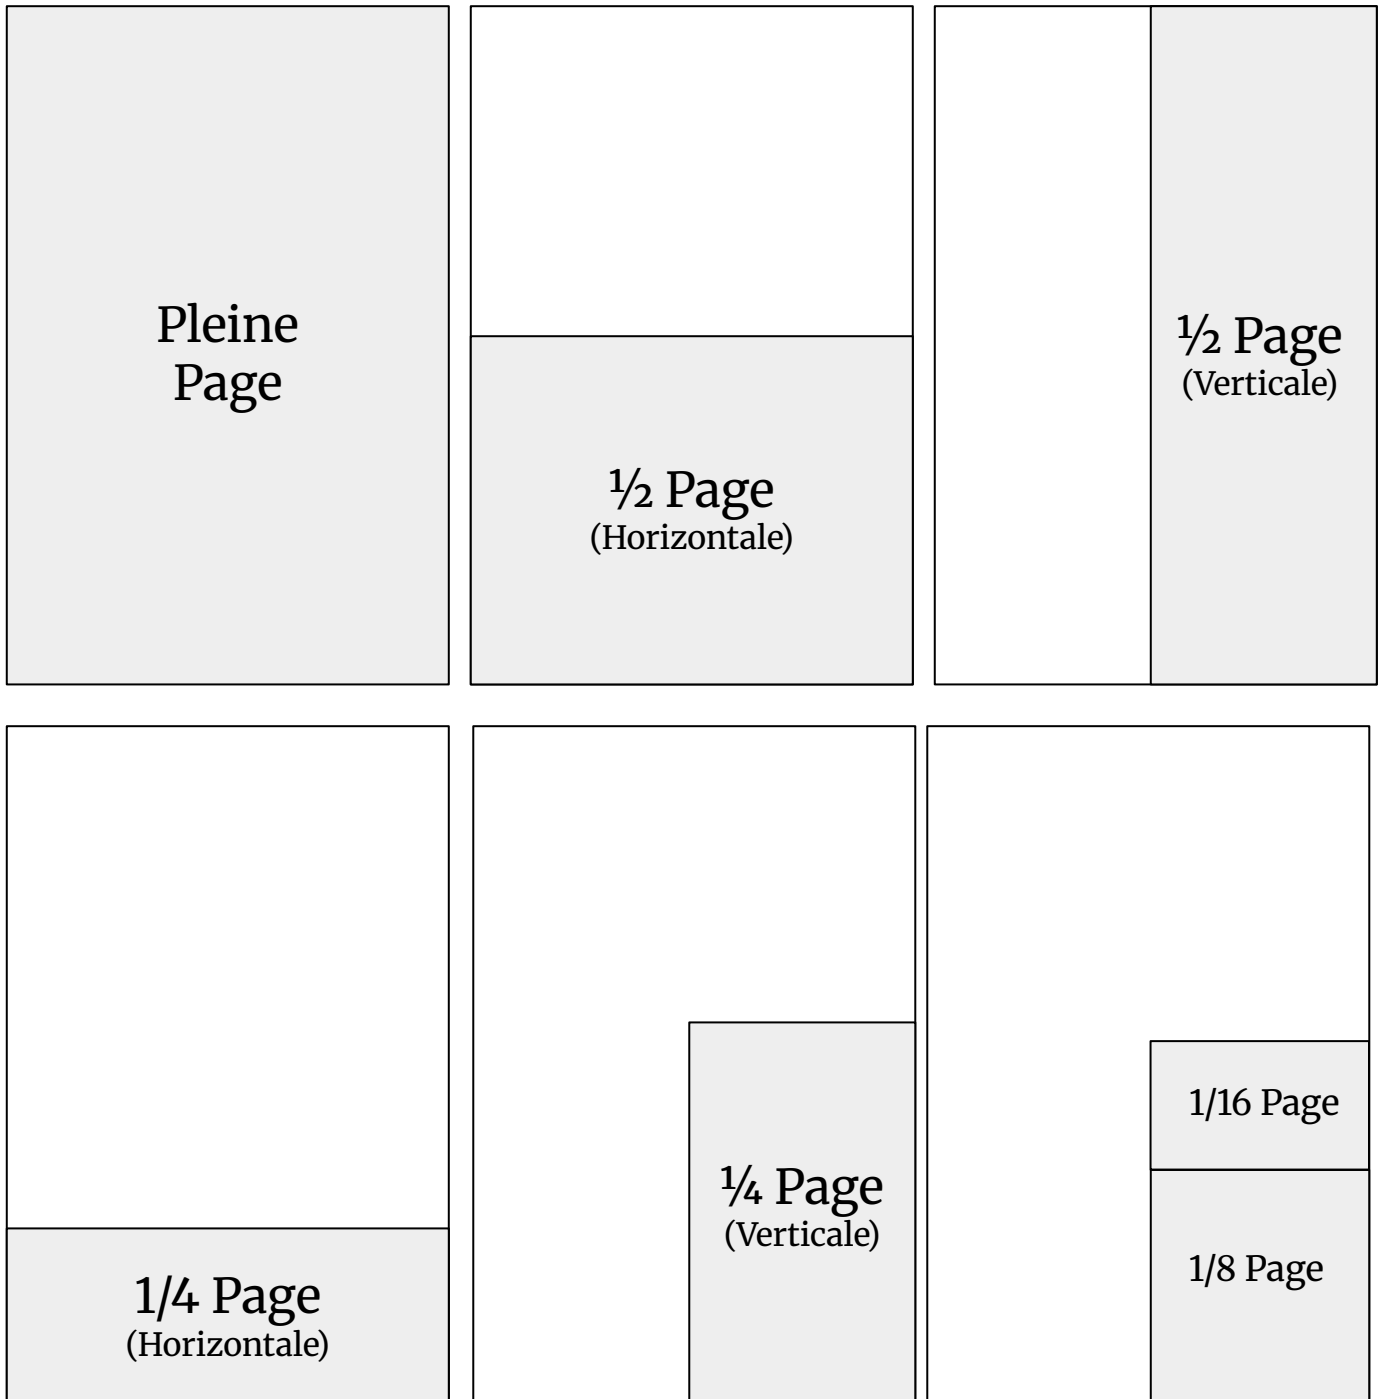 Pleine
Page
½ Page
(Horizontale)
½ Page
(Verticale)
1/4 Page
(Horizontale)
¼ Page
(Verticale)
1/16 Page
1/8 Page